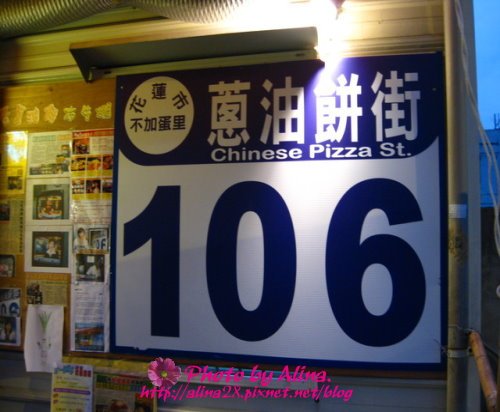 花蓮市
不加蛋里
蔥油餅街
Chinese Pizza St.
106
Photo by Alina.
http://alina2X.pixnet.net/blog